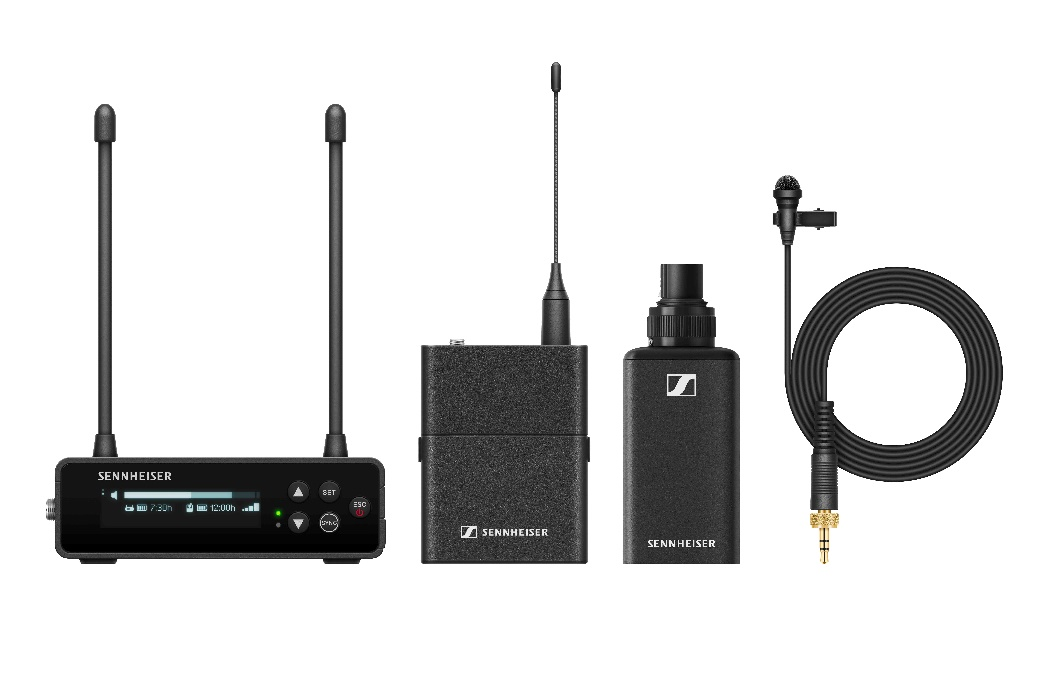 SENNHEISER
7:30h 12:00h
SET
ESC
SYNC
SENNHEISER
SENNHEISER